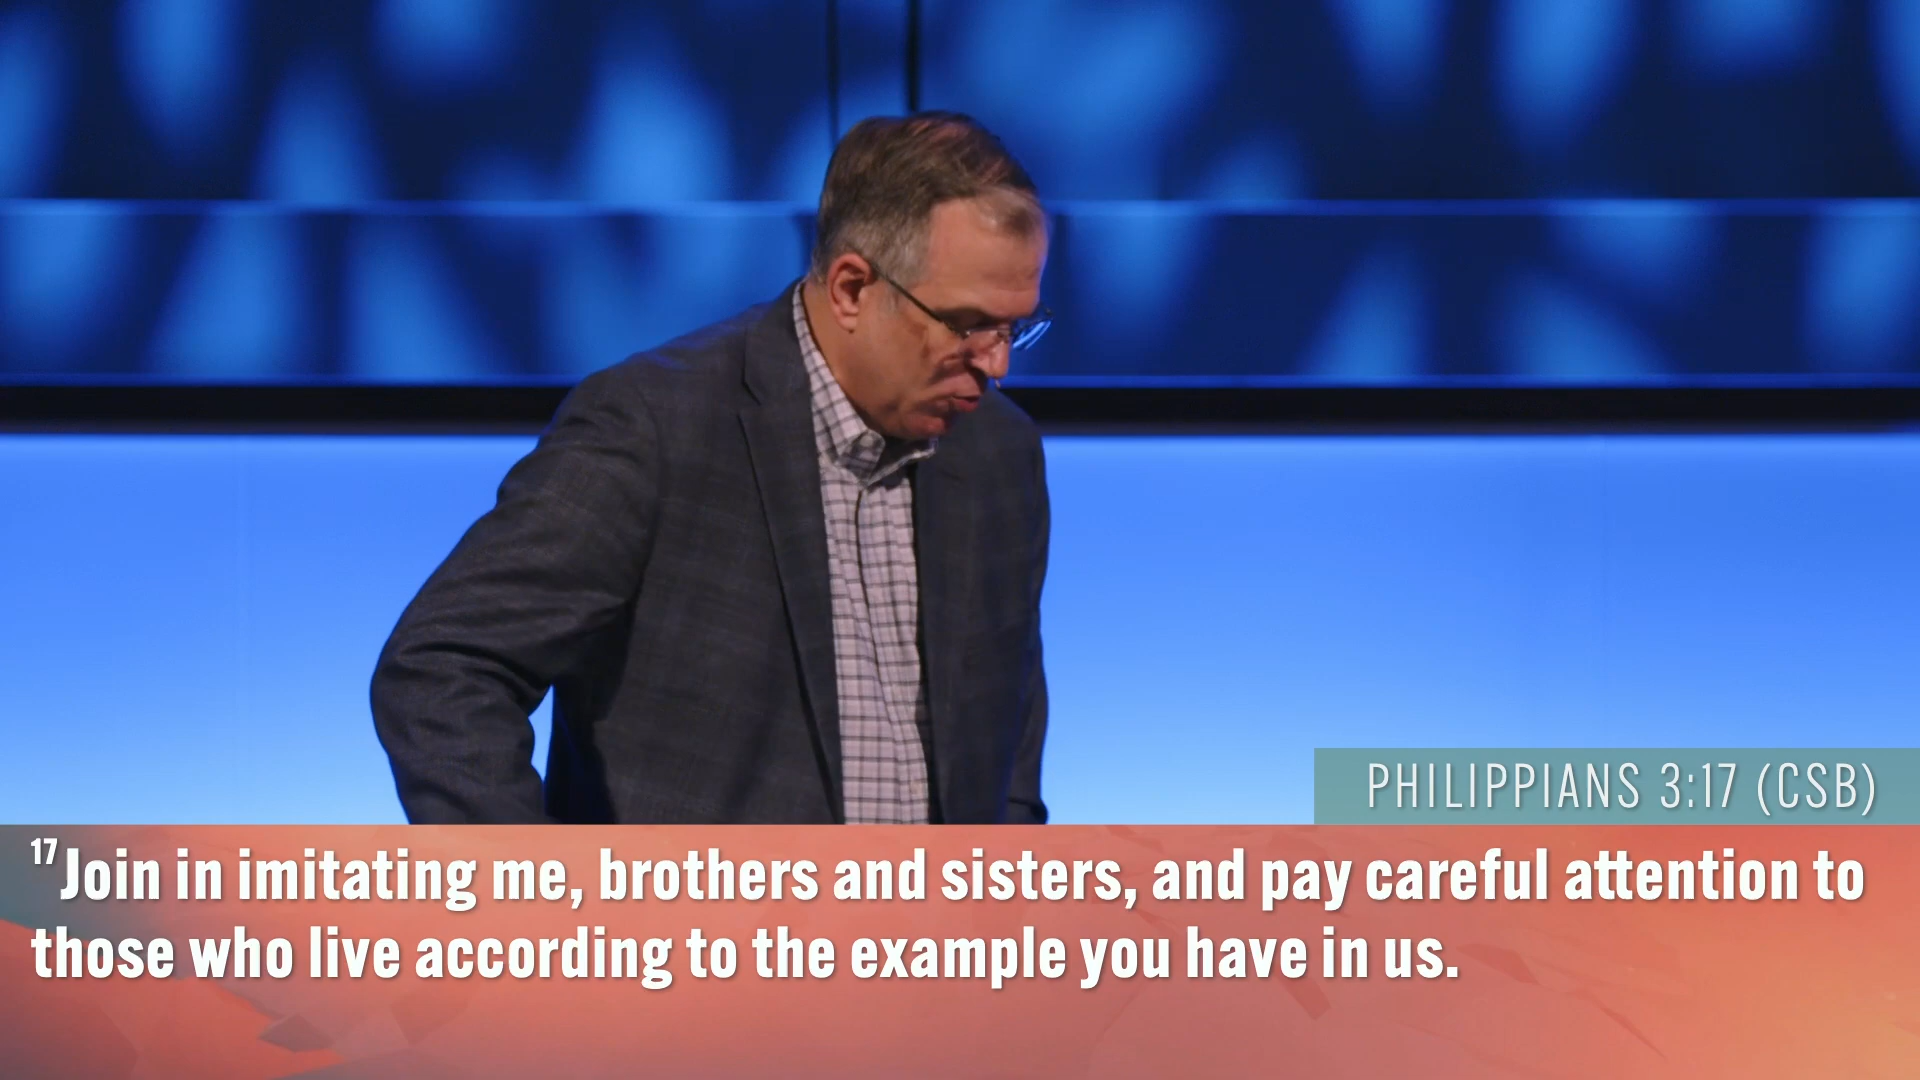 PHILIPPIANS 3:17 (CSB)
17Join in imitating me, brothers and sisters, and pay careful attention to
those who live according to the example you have in us.